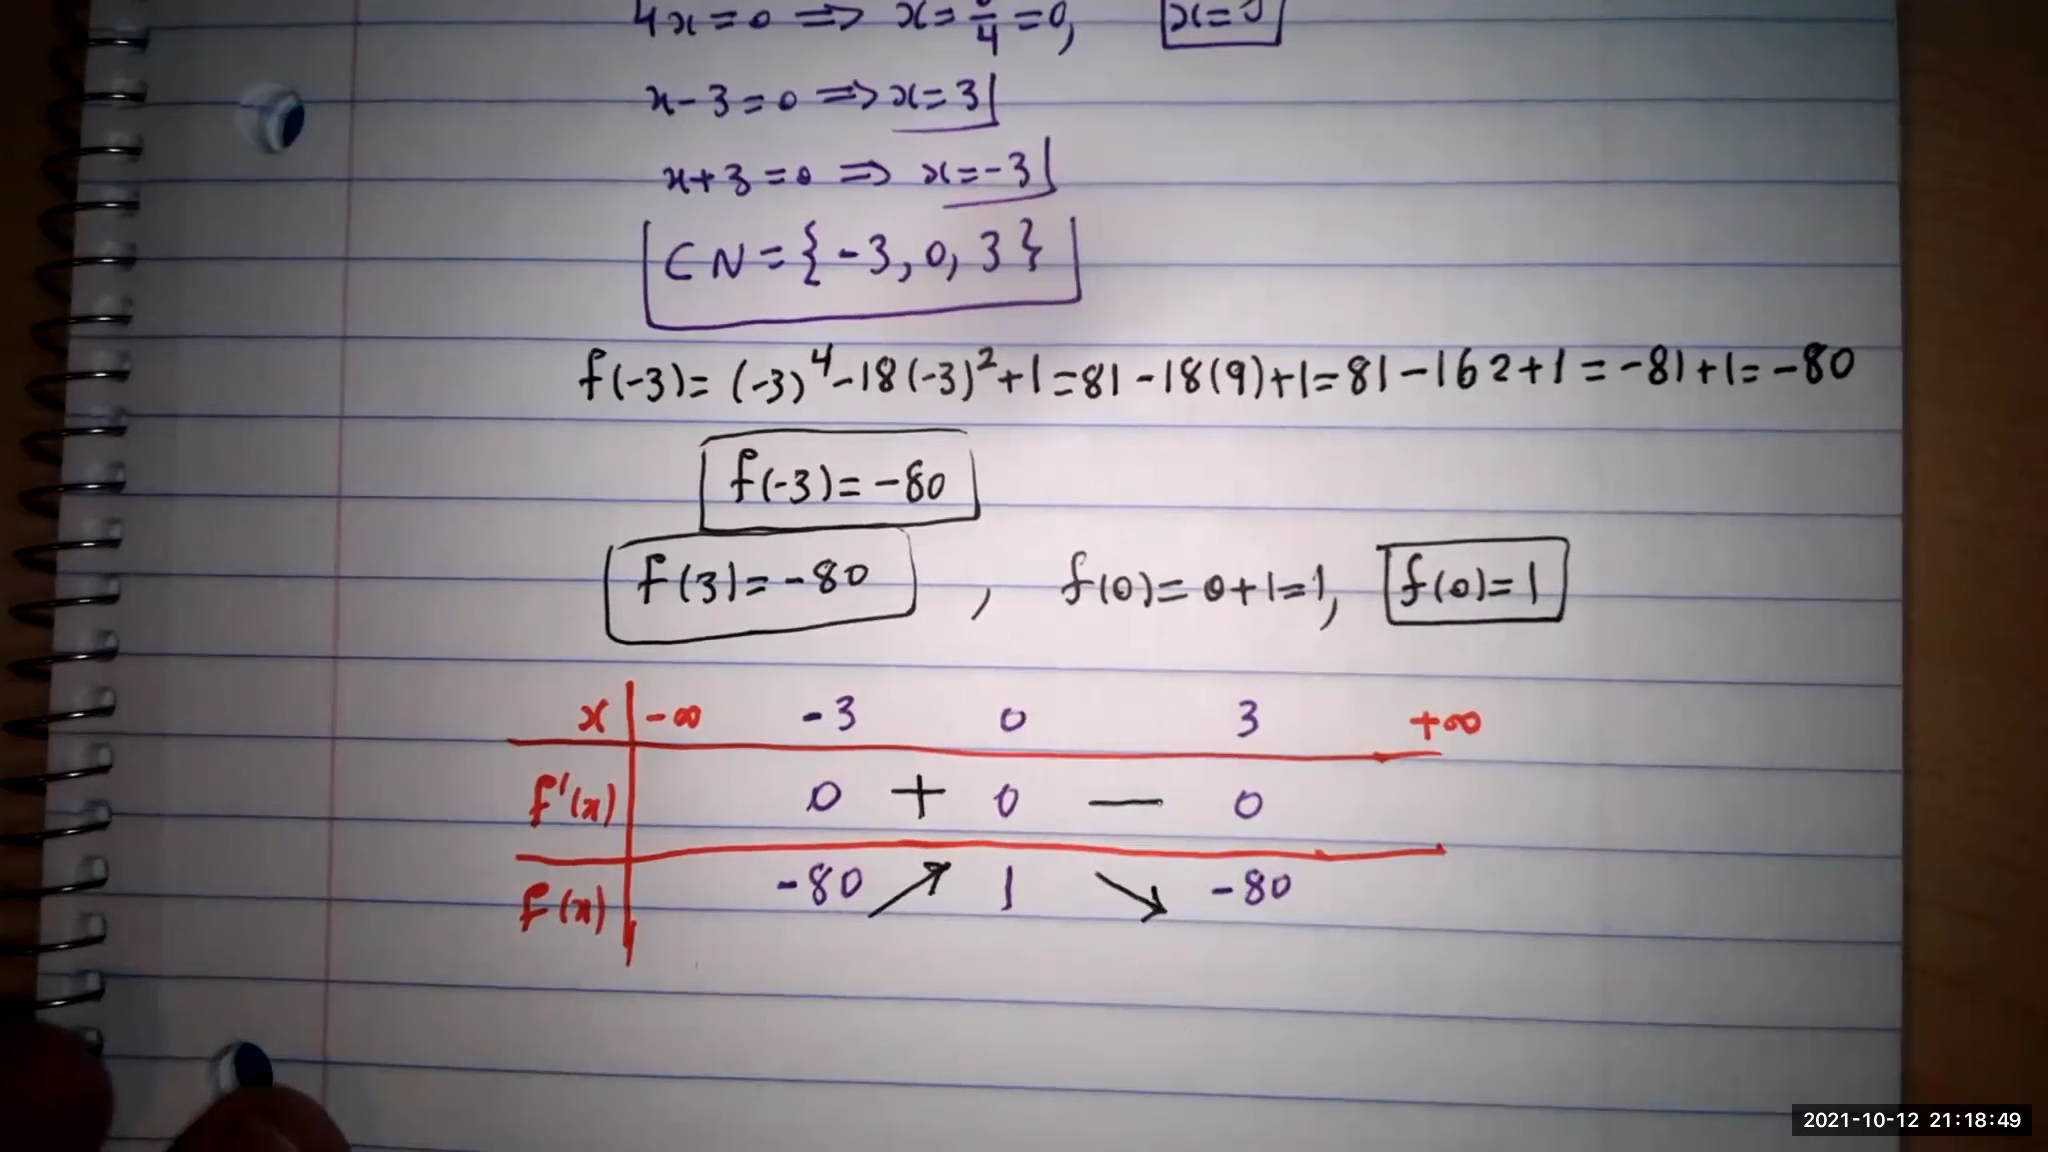 4x=0 => x=0/4=0, x=0
x-3=0 => x=3
x+3=0 => x=-3
CN={-3,0,3}
f(-3)=(-3)⁴-18(-3)²+1=81-18(9)+1=81-162+1=-81+1=-80
f(-3)=-80
f(3)=-80 , f(0)=0+1=1, f(0)=1
x -∞ -3 0 3 +∞
f'(x) 0 + 0 — 0
f(x) -80 ↗ 1 ↘ -80
2021-10-12 21:18:49